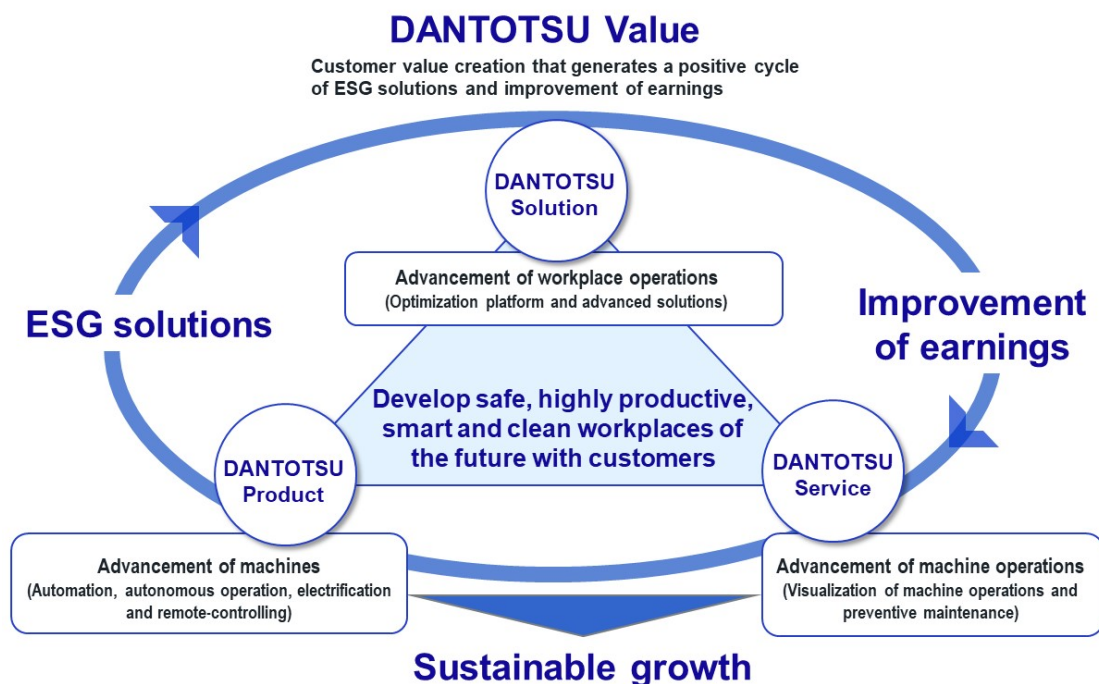 DANTOTSU Value
Customer value creation that generates a positive cycle
of ESG solutions and improvement of earnings
DANTOTSU
Solution
Advancement of workplace operations
(Optimization platform and advanced solutions)
ESG solutions
Improvement
of earnings
Develop safe, highly productive,
smart and clean workplaces of
the future with customers
DANTOTSU
Product
DANTOTSU
Service
Advancement of machines
(Automation, autonomous operation, electrification
and remote-controlling)
Advancement of machine operations
(Visualization of machine operations and
preventive maintenance)
Sustainable growth